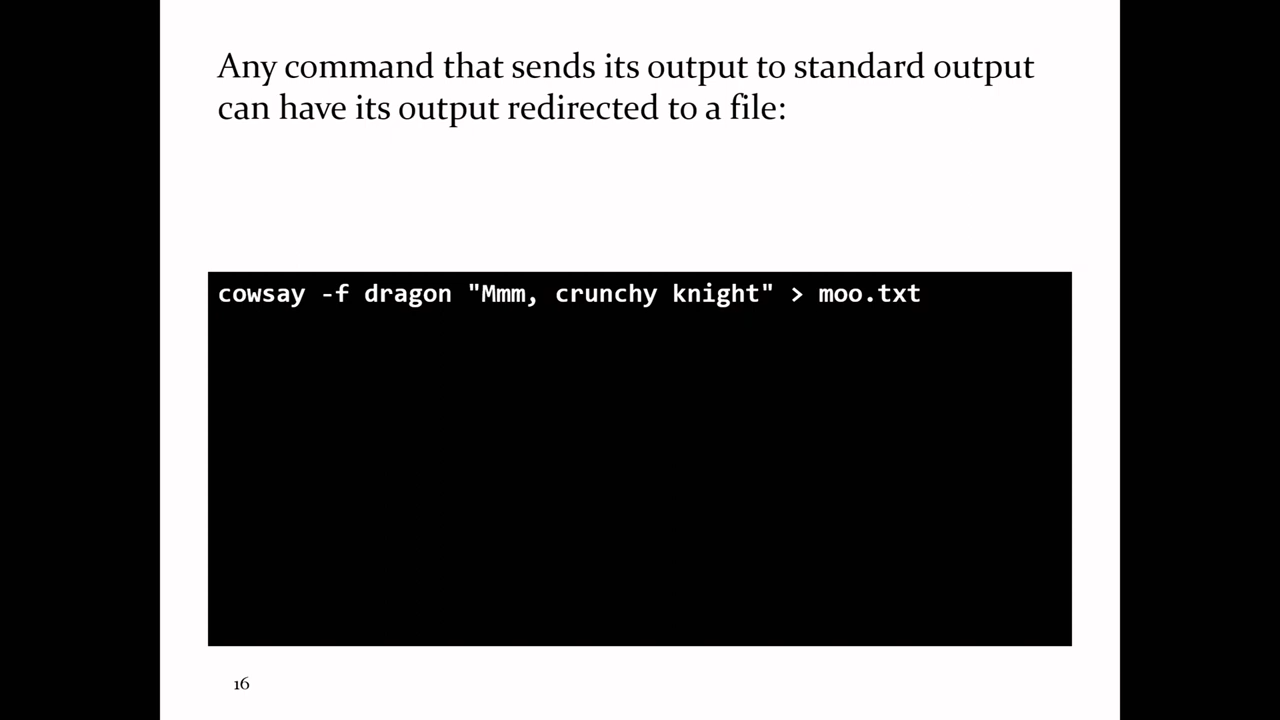 Any command that sends its output to standard output
can have its output redirected to a file:
cowsay -f dragon "Mmm, crunchy knight" > moo.txt
16